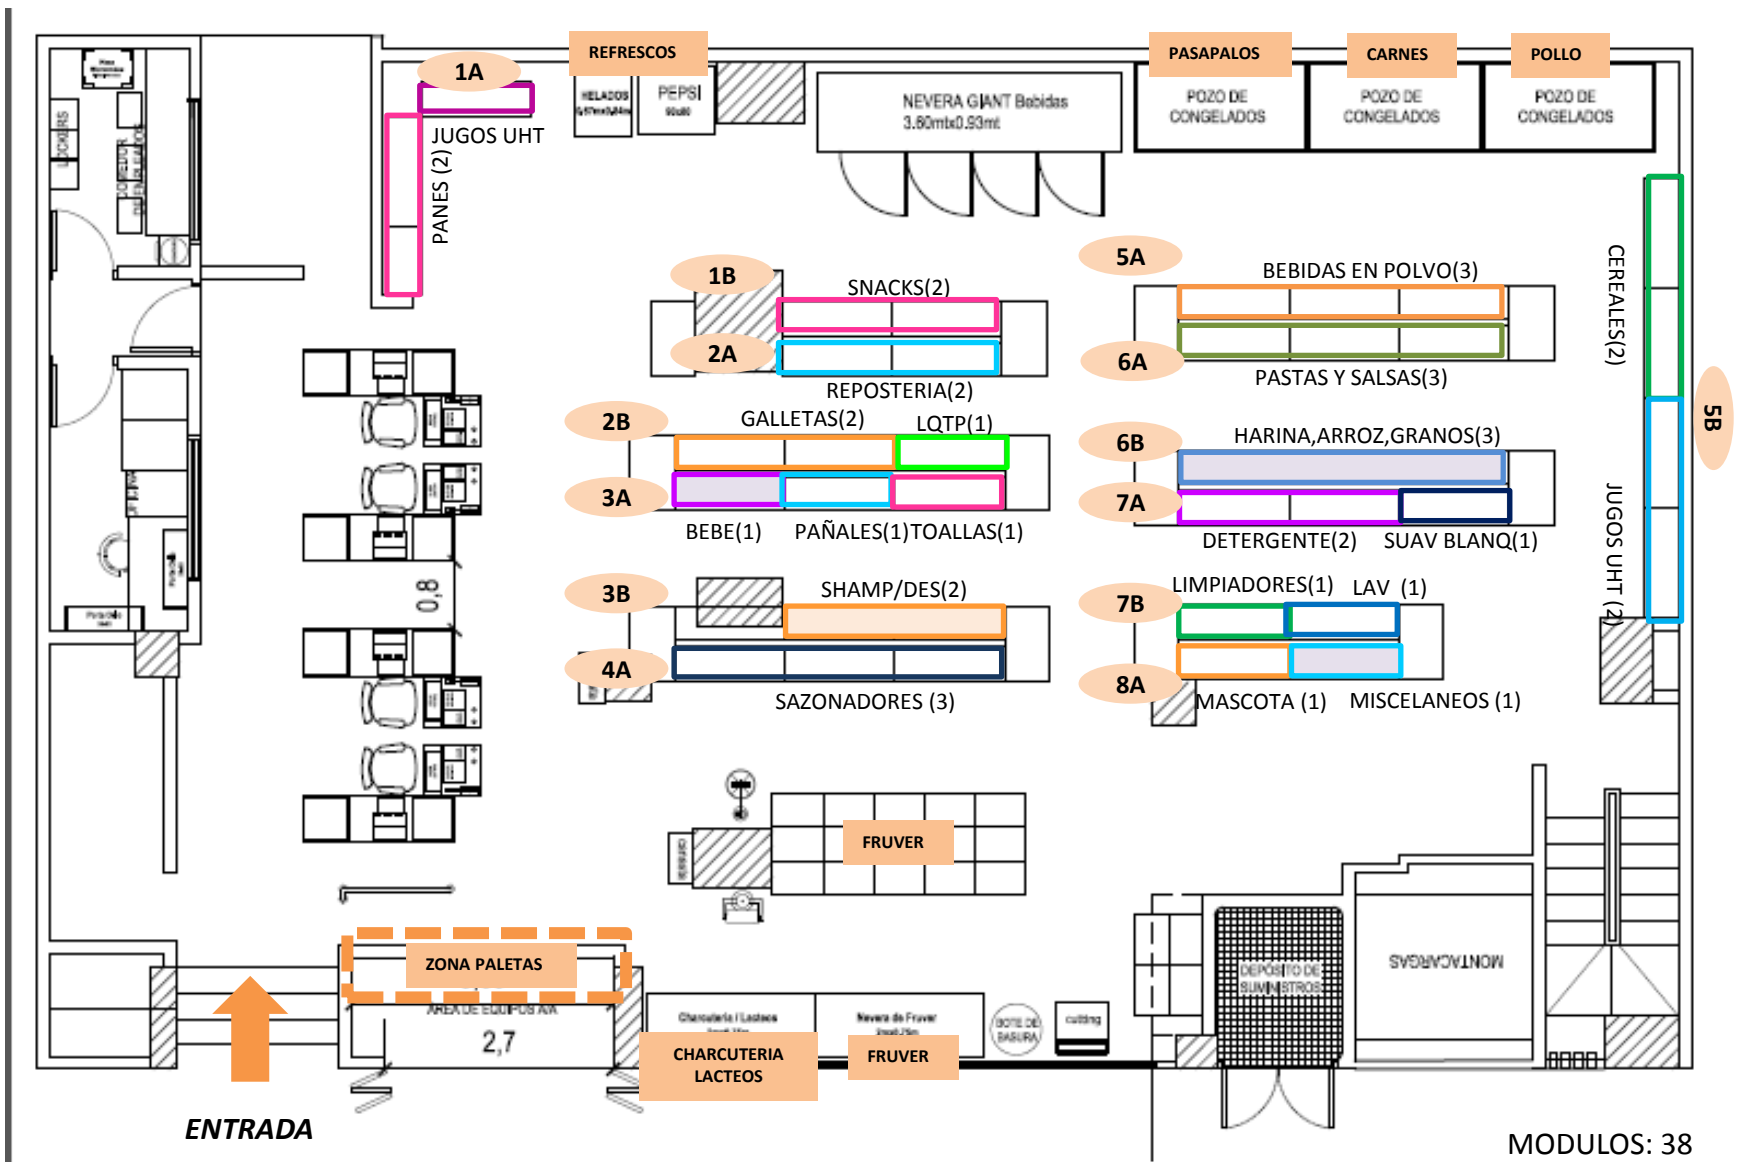 REFRESCOS
PASAPALOS
CARNES
POLLO
1A
HELADOS
PEPSI
90x80
NEVERA GIANT Bebidas
3.60mtx0.93mt
POZO DE
CONGELADOS
POZO DE
CONGELADOS
POZO DE
CONGELADOS
LOCKERS
COMEDOR
DE EMPLEADOS
JUGOS UHT
PANES (2)
1B
SNACKS(2)
2A
REPOSTERIA(2)
5A
BEBIDAS EN POLVO(3)
6A
PASTAS Y SALSAS(3)
CEREALES(2)
5B
2B
GALLETAS(2)
LQTP(1)
3A
BEBE(1)
PAÑALES(1)
TOALLAS(1)
6B
HARINA,ARROZ,GRANOS(3)
7A
DETERGENTE(2)
SUAV BLANQ(1)
JUGOS UHT (2)
OFICINA
0,8
3B
SHAMP/DES(2)
4A
SAZONADORES (3)
7B
LIMPIADORES(1)
LAV (1)
8A
MASCOTA (1)
MISCELANEOS (1)
FRUVER
ZONA PALETAS
AREA DE EQUIPOS A/A
2,7
Charcuteria / Lacteos
Nevera de Fruver
BOTE DE
BASURA
cutting
CHARCUTERIA
LACTEOS
FRUVER
DEPÓSITO DE
SUMINISTROS
MONTACARGAS
ENTRADA
MODULOS: 38